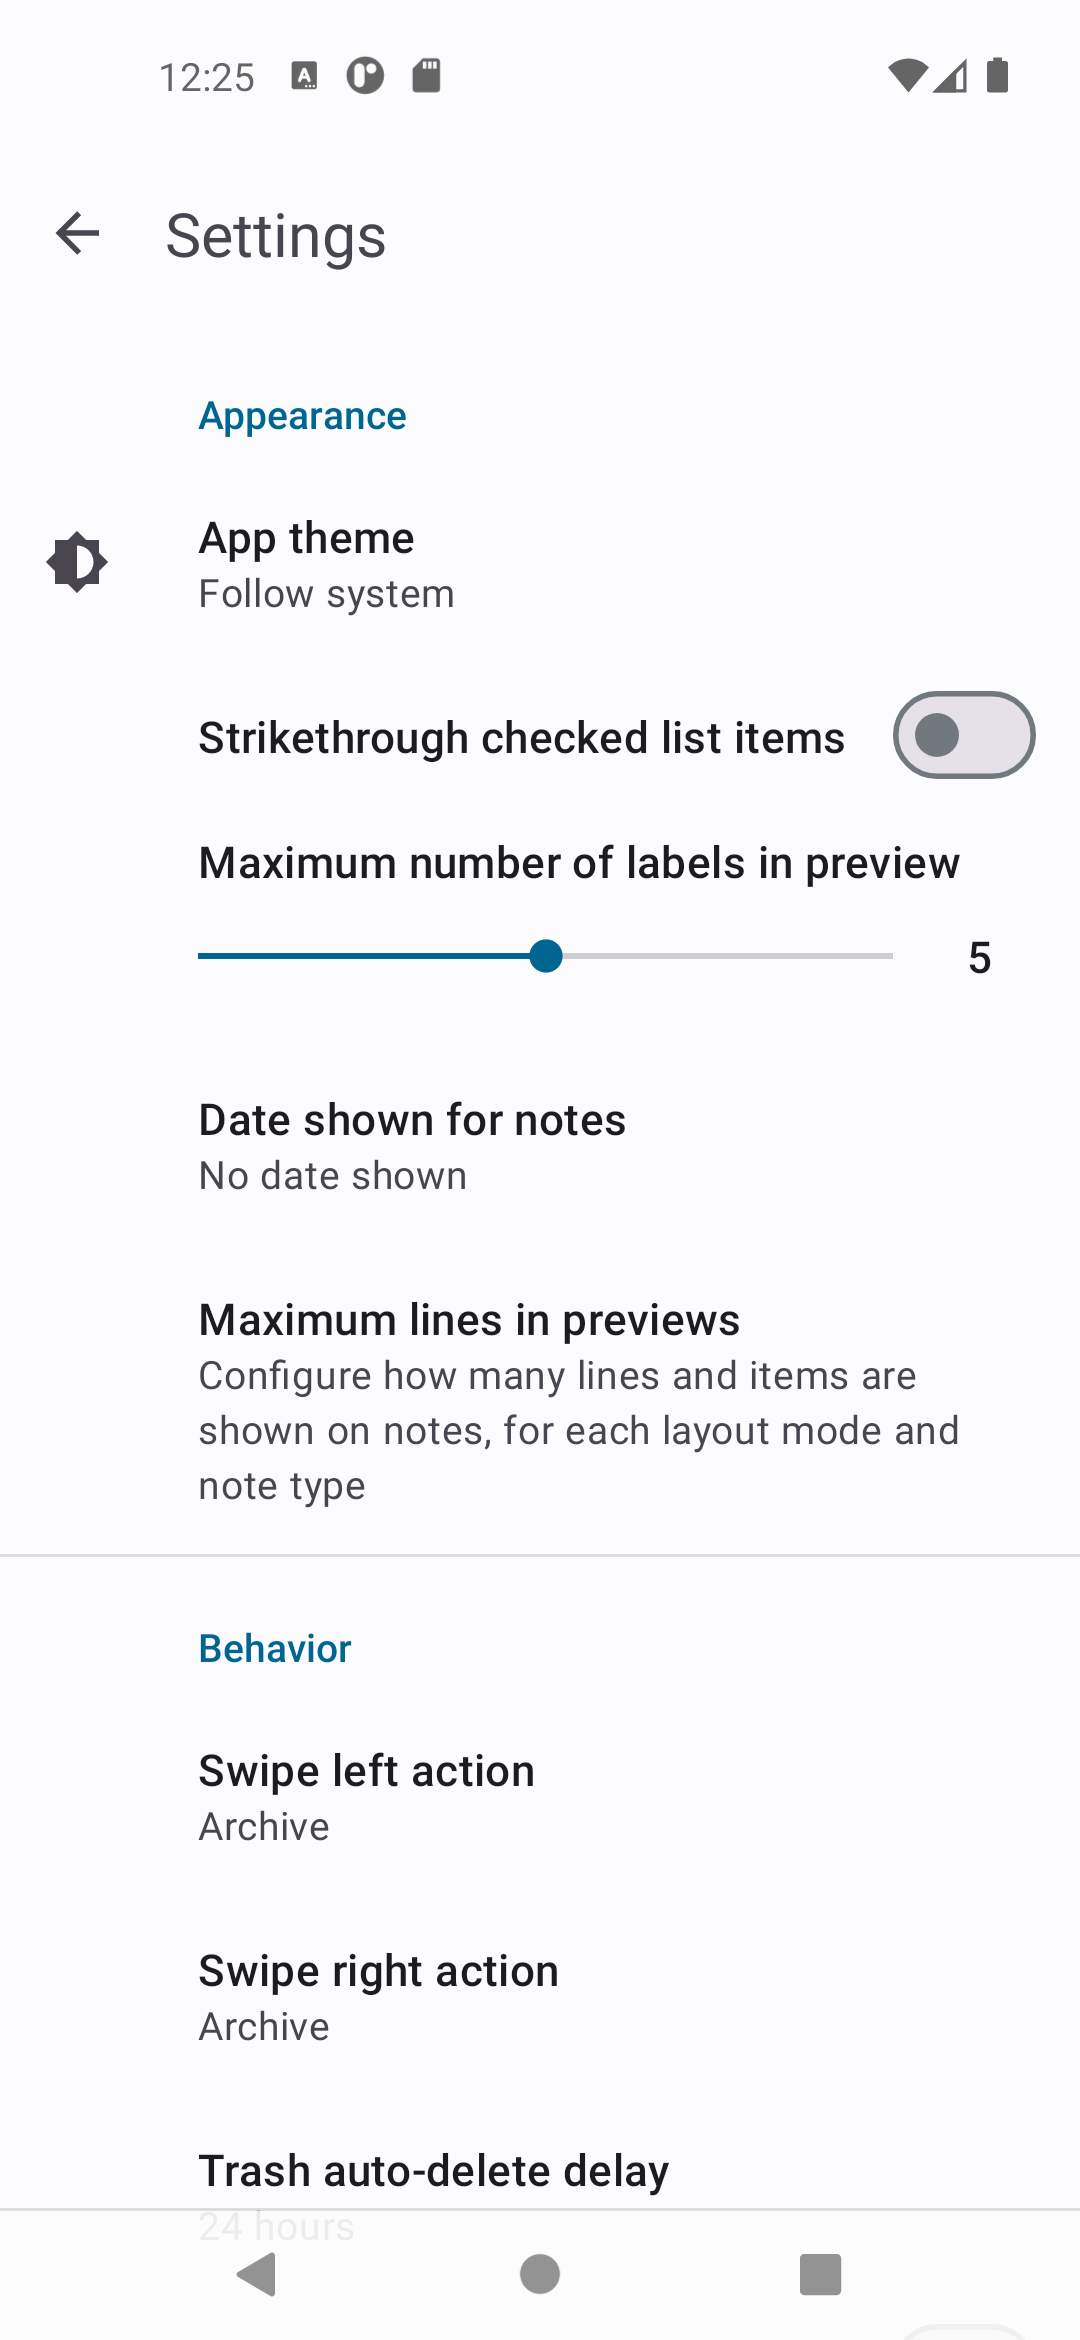 12:25
Settings
Appearance
App theme
Follow system
Strikethrough checked list items
Maximum number of labels in preview
5
Date shown for notes
No date shown
Maximum lines in previews
Configure how many lines and items are
shown on notes, for each layout mode and
note type
Behavior
Swipe left action
Archive
Swipe right action
Archive
Trash auto-delete delay
24 hours